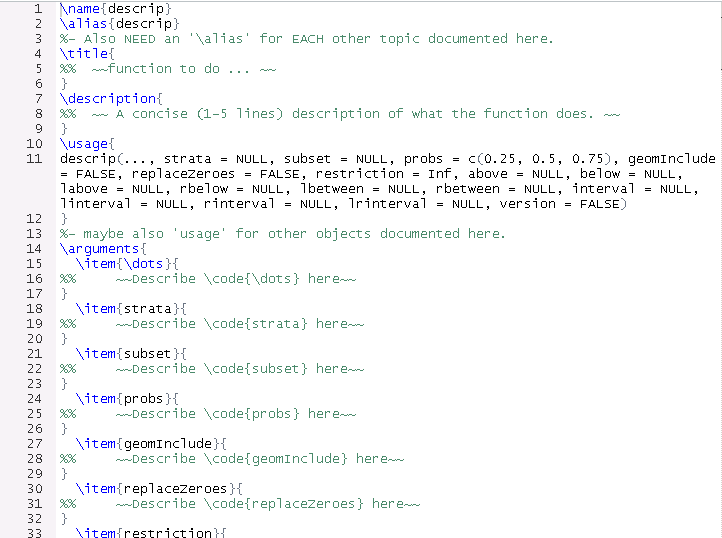 1 \name{descrip}
2 \alias{descrip}
3 %- Also NEED an '\alias' for EACH other topic documented here.
4 \title{
5 %%  ~~function to do ... ~~
6 }
7 \description{
8 %%  ~~ A concise (1-5 lines) description of what the function does. ~~
9 }
10 \usage{
11 descrip(..., strata = NULL, subset = NULL, probs = c(0.25, 0.5, 0.75), geomInclude
= FALSE, replaceZeroes = FALSE, restriction = Inf, above = NULL, below = NULL,
labove = NULL, rbelow = NULL, lbetween = NULL, rbetween = NULL, interval = NULL,
linterval = NULL, rinterval = NULL, lrinterval = NULL, version = FALSE)
12 }
13 %- maybe also 'usage' for other objects documented here.
14 \arguments{
15   \item{\dots}{
16 %%     ~~Describe \code{\dots} here~~
17 }
18   \item{strata}{
19 %%     ~~Describe \code{strata} here~~
20 }
21   \item{subset}{
22 %%     ~~Describe \code{subset} here~~
23 }
24   \item{probs}{
25 %%     ~~Describe \code{probs} here~~
26 }
27   \item{geomInclude}{
28 %%     ~~Describe \code{geomInclude} here~~
29 }
30   \item{replaceZeroes}{
31 %%     ~~Describe \code{replaceZeroes} here~~
32 }
33   \item{restriction}{